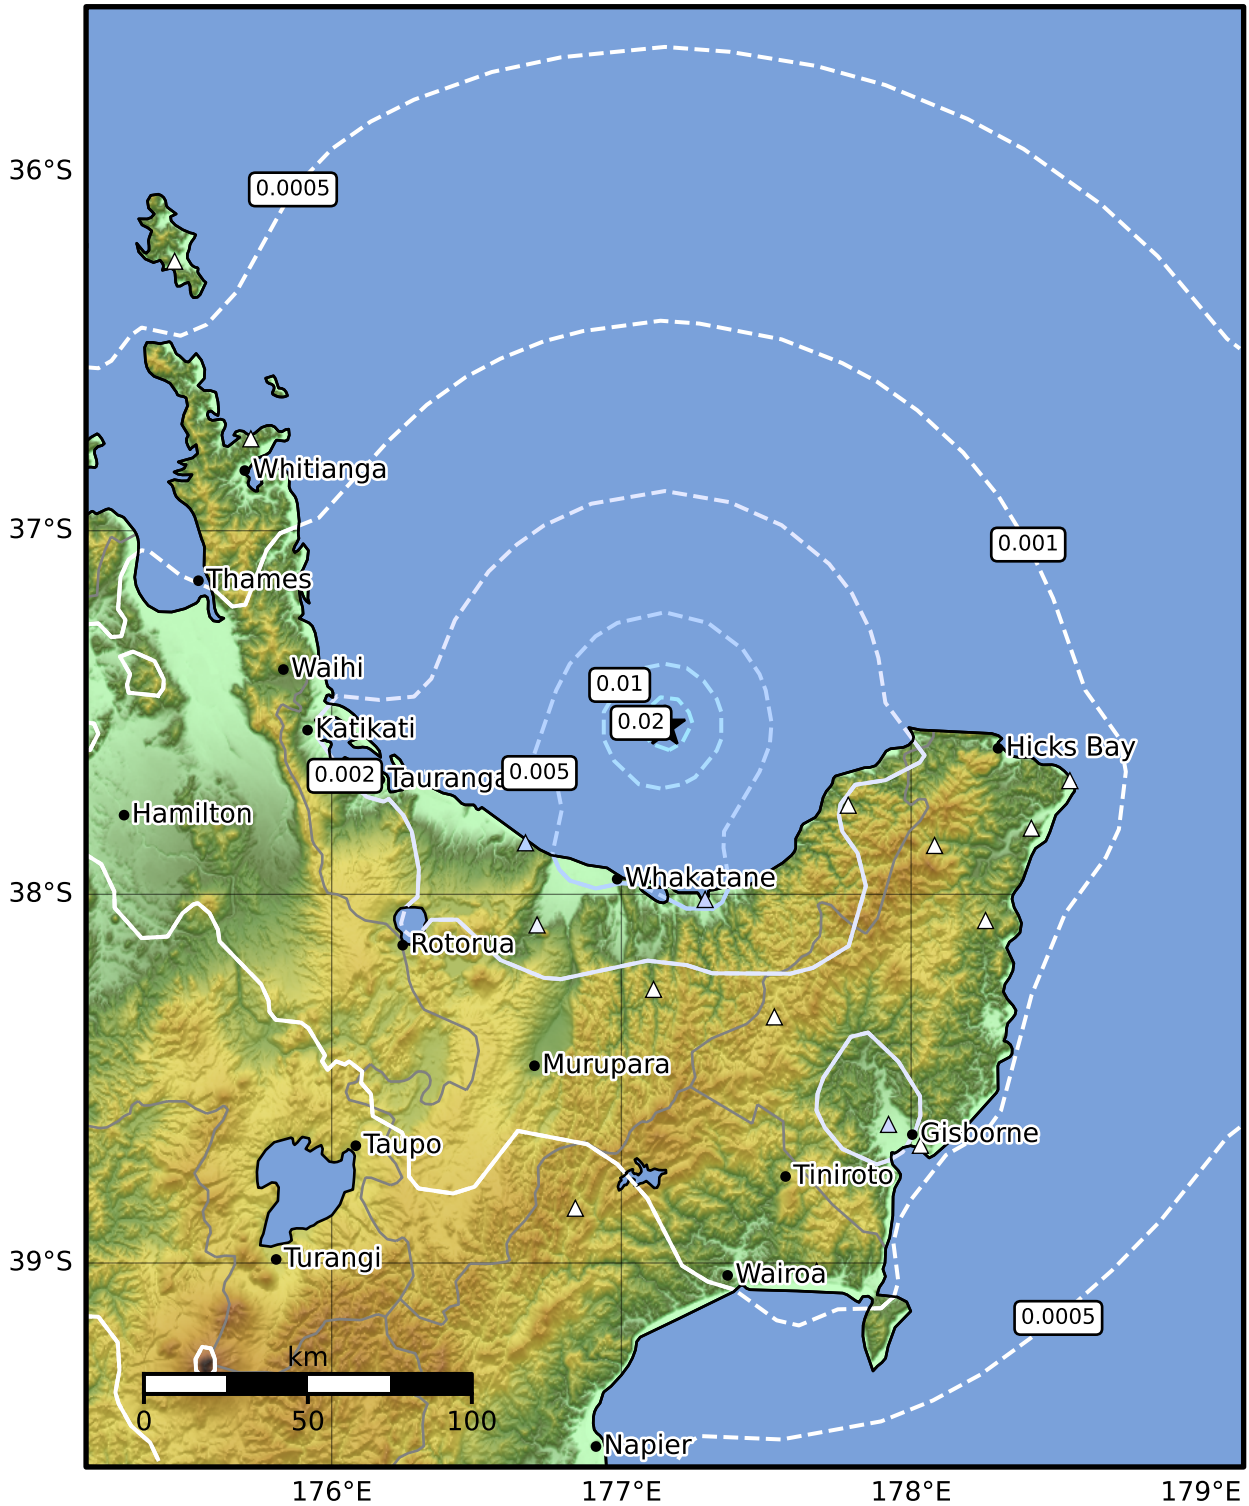 36°S
0.0005
Whitianga
37°S
0.001
Thames
Waihi
0.01
0.02
Katikati
Hicks Bay
0.002
Tauranga
0.005
Hamilton
Whakatane
38°S
Rotorua
Murupara
Gisborne
Taupo
Tiniroto
39°S
Turangi
Wairoa
0.0005
km
0
50
100
Napier
176°E
177°E
178°E
179°E